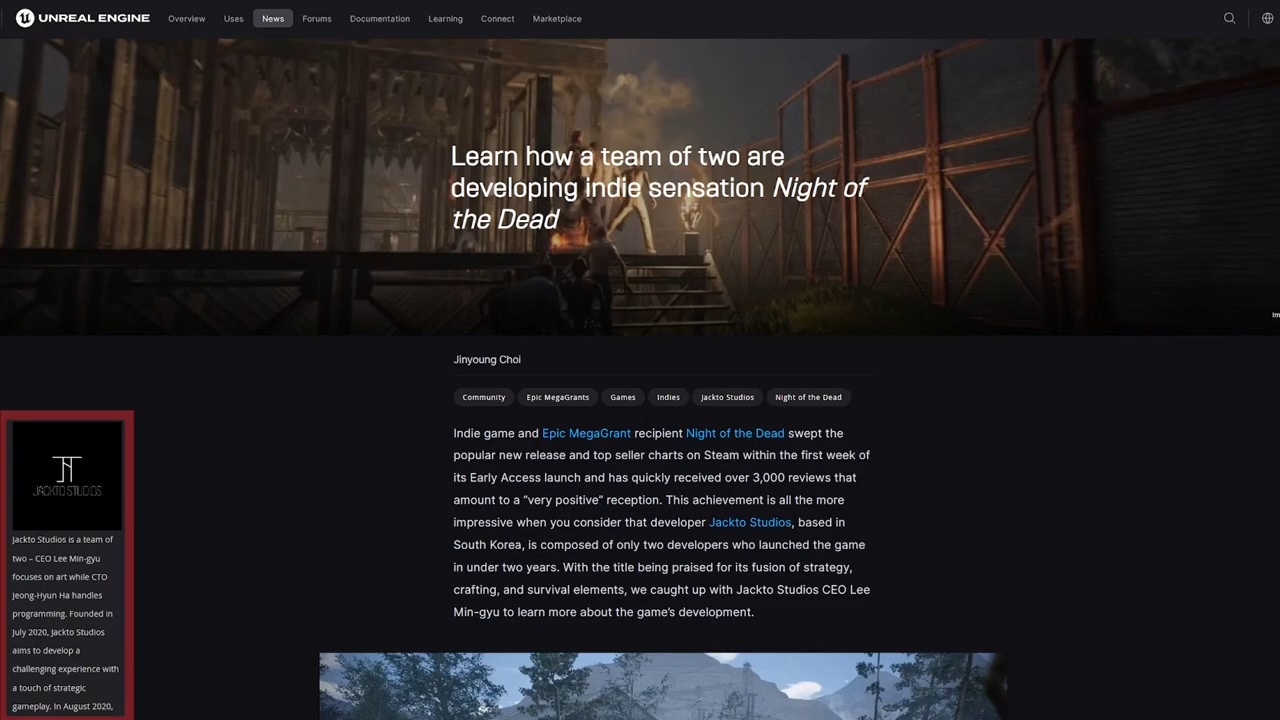 UNREAL ENGINE
Overview
Uses
News
Forums
Documentation
Learning
Connect
Marketplace
Learn how a team of two are
developing indie sensation Night of
the Dead
Jinyoung Choi
Community
Epic MegaGrants
Games
Indies
Jackto Studios
Night of the Dead
Indie game and Epic MegaGrant recipient Night of the Dead swept the
popular new release and top seller charts on Steam within the first week of
its Early Access launch and has quickly received over 3,000 reviews that
amount to a “very positive” reception. This achievement is all the more
impressive when you consider that developer Jackto Studios, based in
South Korea, is composed of only two developers who launched the game
in under two years. With the title being praised for its fusion of strategy,
crafting, and survival elements, we caught up with Jackto Studios CEO Lee
Min-gyu to learn more about the game’s development.
JACKTO STUDIOS
Jackto Studios is a team of
two – CEO Lee Min-gyu
focuses on art while CTO
Jeong-Hyun Ha handles
programming. Founded in
July 2020, Jackto Studios
aims to develop a
challenging experience with
a touch of strategic
gameplay. In August 2020,